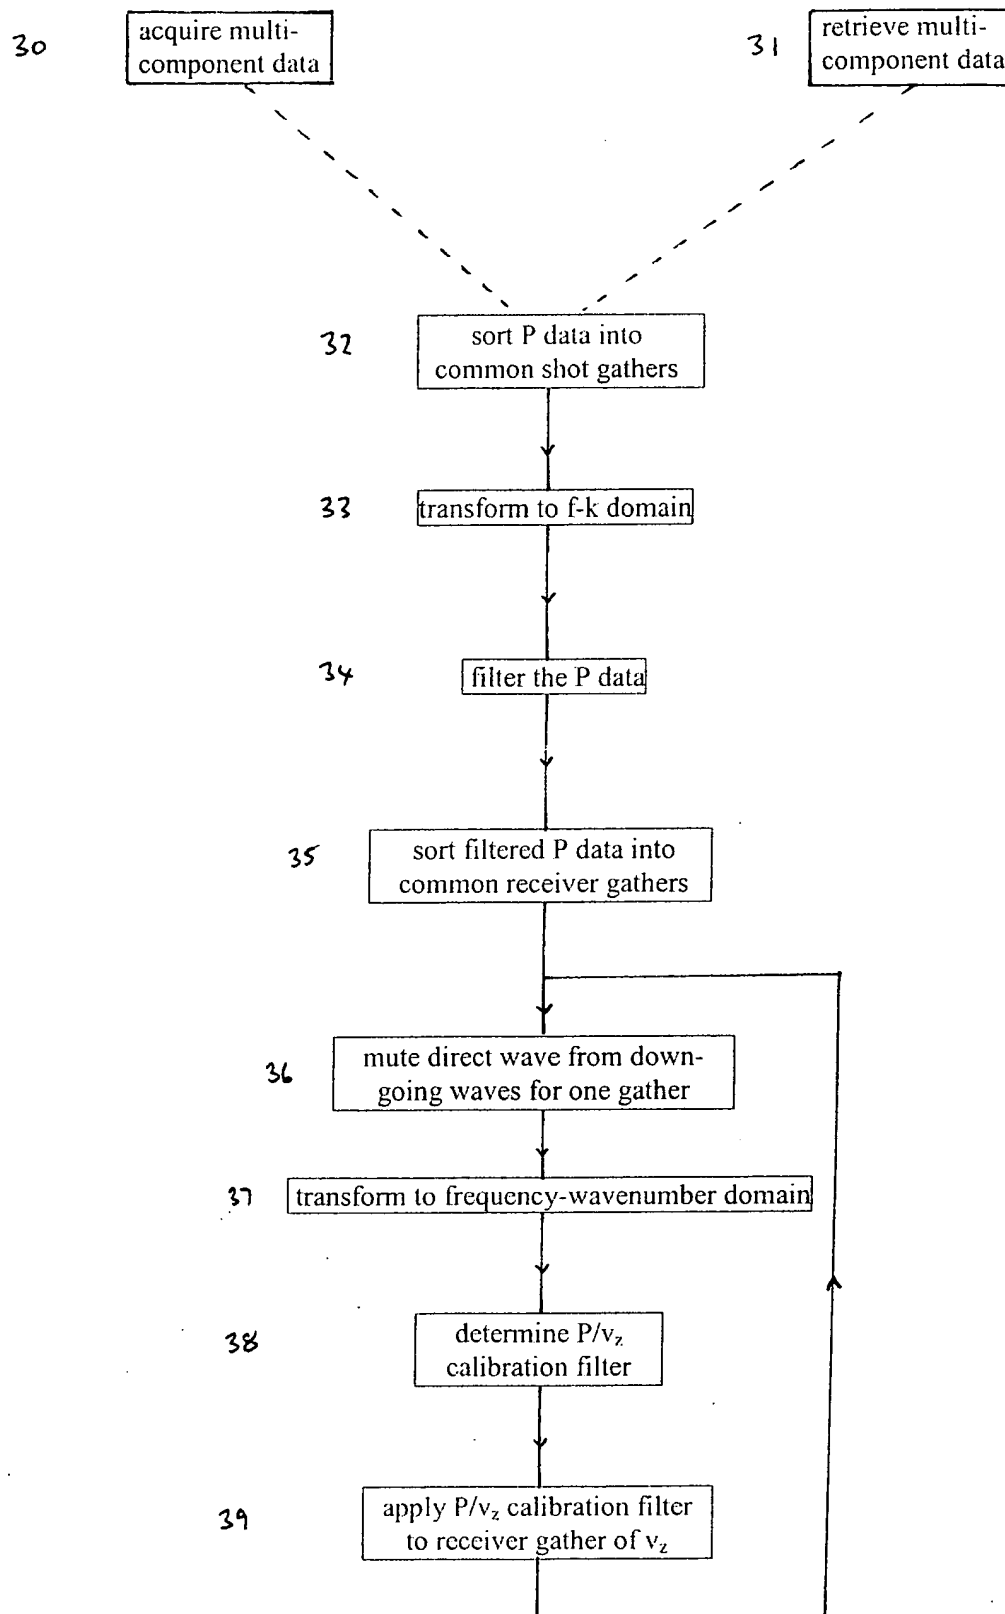 30
acquire multi-
component data
31
retrieve multi-
component data
32
sort P data into
common shot gathers
33
transform to f-k domain
34
filter the P data
35
sort filtered P data into
common receiver gathers
36
mute direct wave from down-
going waves for one gather
37
transform to frequency-wavenumber domain
38
determine P/vz
calibration filter
39
apply P/vz calibration filter
to receiver gather of vz